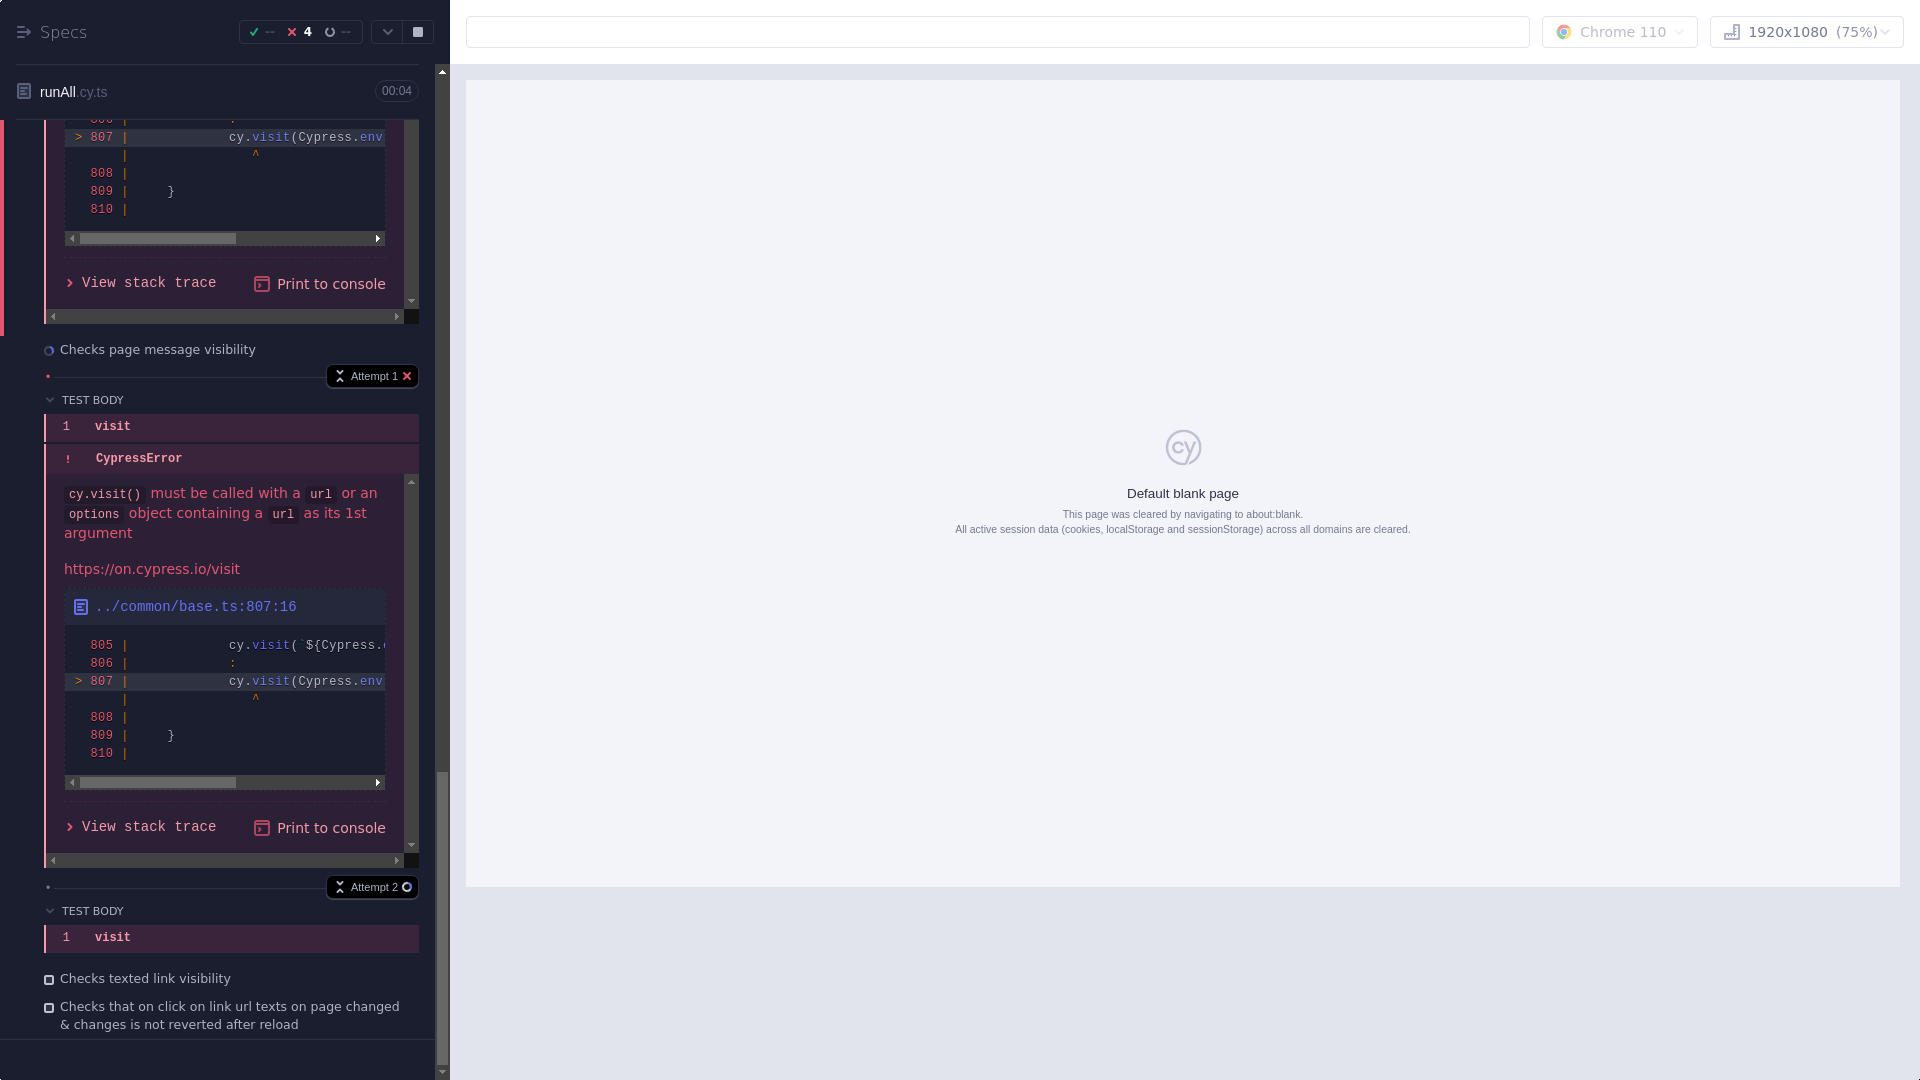 Specs
-- 4 --
runAll.cy.ts 00:04
> 807 | cy.visit(Cypress.env
| ^
808 |
809 | }
810 |
View stack trace Print to console
Checks page message visibility
Attempt 1
TEST BODY
1 visit
! CypressError
cy.visit() must be called with a url or an
options object containing a url as its 1st
argument
https://on.cypress.io/visit
../common/base.ts:807:16
805 | cy.visit(`${Cypress.
806 | :
> 807 | cy.visit(Cypress.env
| ^
808 |
809 | }
810 |
View stack trace Print to console
Attempt 2
TEST BODY
1 visit
Checks texted link visibility
Checks that on click on link url texts on page changed
& changes is not reverted after reload
Chrome 110
1920x1080 (75%)
cy
Default blank page
This page was cleared by navigating to about:blank.
All active session data (cookies, localStorage and sessionStorage) across all domains are cleared.